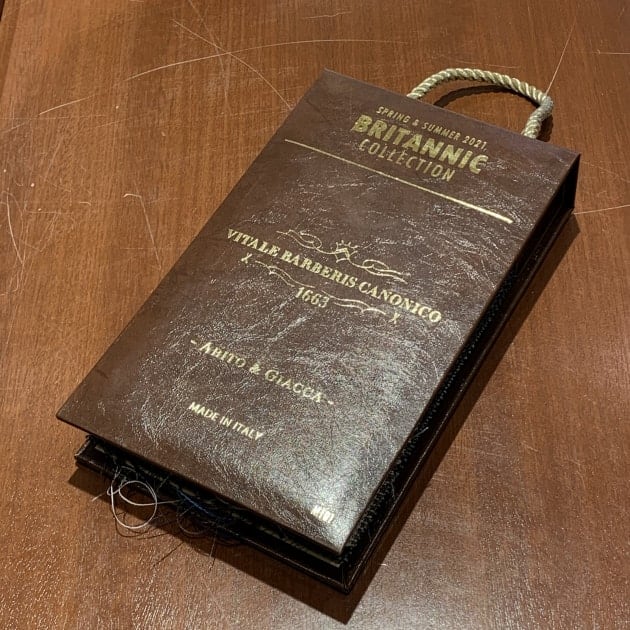 SPRING & SUMMER 2021.
BRITANNIC
COLLECTION
VITALE BARBERIS CANONICO
1663
- ABITO & GIACCA -
MADE IN ITALY